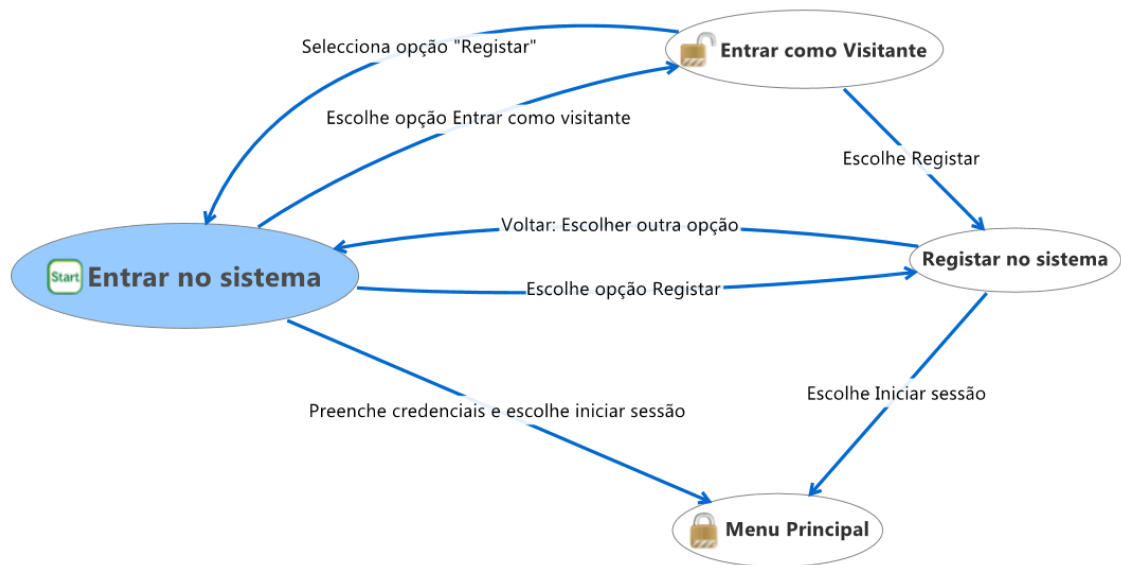 Selecciona opção "Registar"
Entrar como Visitante
Escolhe opção Entrar como visitante
Escolhe Registar
Voltar: Escolher outra opção
Registar no sistema
Start Entrar no sistema
Escolhe opção Registar
Escolhe Iniciar sessão
Preenche credenciais e escolhe iniciar sessão
Menu Principal